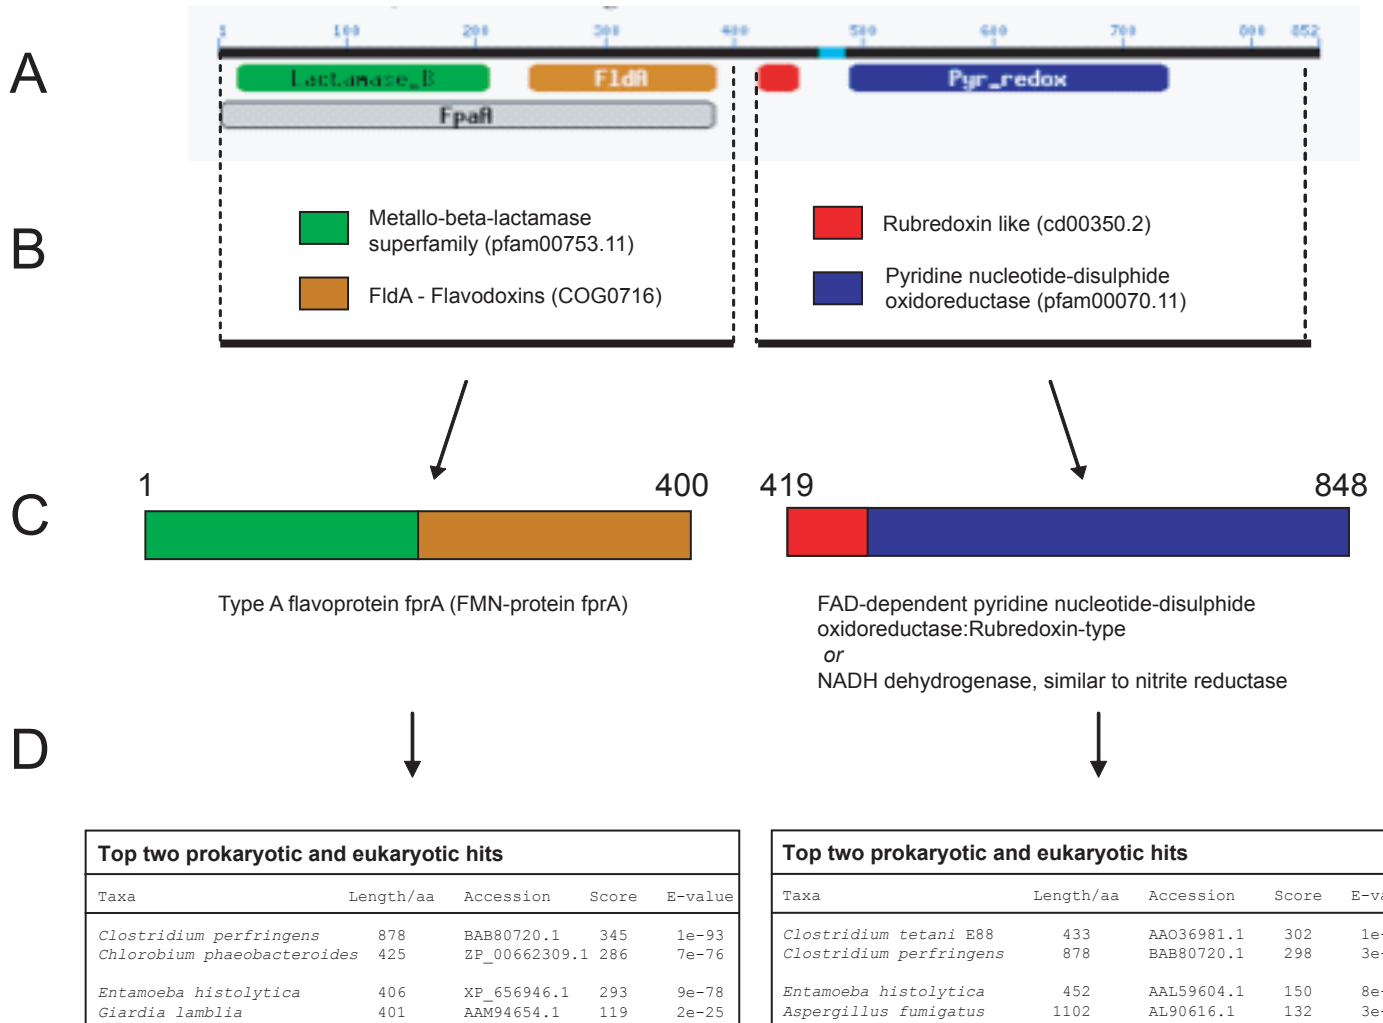 A
1 100 200 300 400 500 600 700 800 852
Lactamase_B FldA Pyr_redox
FpaA
B
Metallo-beta-lactamase
superfamily (pfam00753.11)
FldA - Flavodoxins (COG0716)
Rubredoxin like (cd00350.2)
Pyridine nucleotide-disulphide
oxidoreductase (pfam00070.11)
C
1 400 419 848
Type A flavoprotein fprA (FMN-protein fprA)
FAD-dependent pyridine nucleotide-disulphide
oxidoreductase:Rubredoxin-type
or
NADH dehydrogenase, similar to nitrite reductase
D
Top two prokaryotic and eukaryotic hits
Taxa Length/aa Accession Score E-value
Clostridium perfringens 878 BAB80720.1 345 1e-93
Chlorobium phaeobacteroides 425 ZP_00662309.1 286 7e-76
Entamoeba histolytica 406 XP_656946.1 293 9e-78
Giardia lamblia 401 AAM94654.1 119 2e-25
Top two prokaryotic and eukaryotic hits
Taxa Length/aa Accession Score E-va
Clostridium tetani E88 433 AAO36981.1 302 1e-
Clostridium perfringens 878 BAB80720.1 298 3e-
Entamoeba histolytica 452 AAL59604.1 150 8e-
Aspergillus fumigatus 1102 AL90616.1 132 3e-